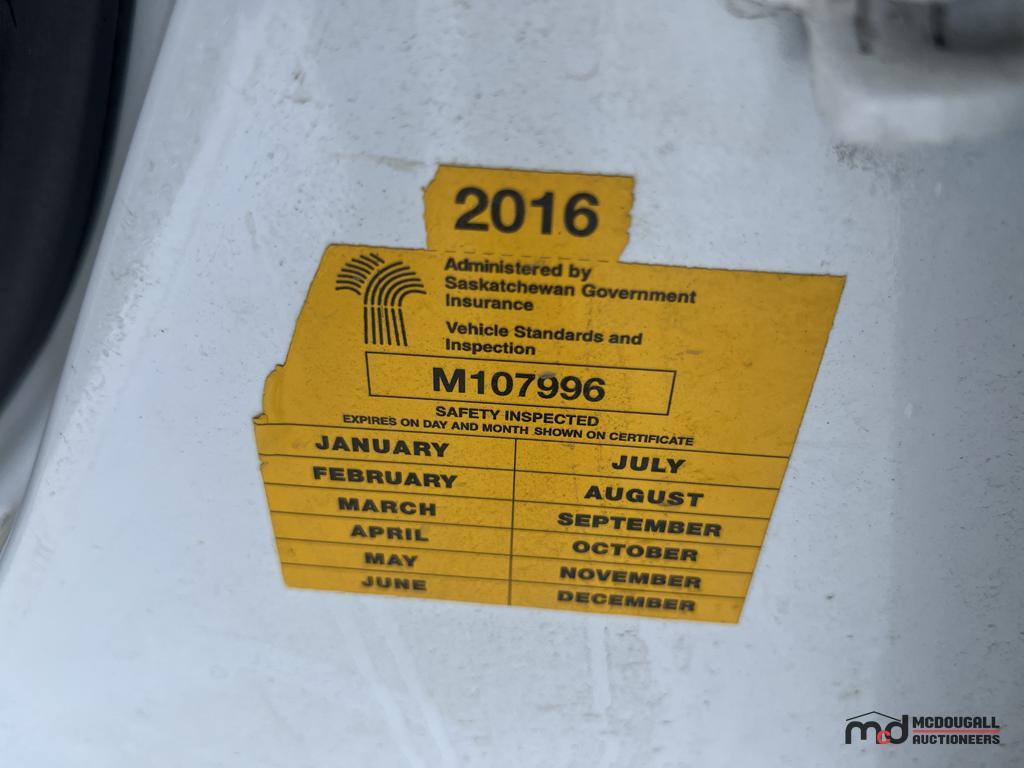 2016
Administered by
Saskatchewan Government
Insurance
Vehicle Standards and
Inspection
M107996
SAFETY INSPECTED
EXPIRES ON DAY AND MONTH SHOWN ON CERTIFICATE
JANUARY
FEBRUARY
MARCH
APRIL
MAY
JUNE
JULY
AUGUST
SEPTEMBER
OCTOBER
NOVEMBER
DECEMBER
mcd
MCDOUGALL
AUCTIONEERS